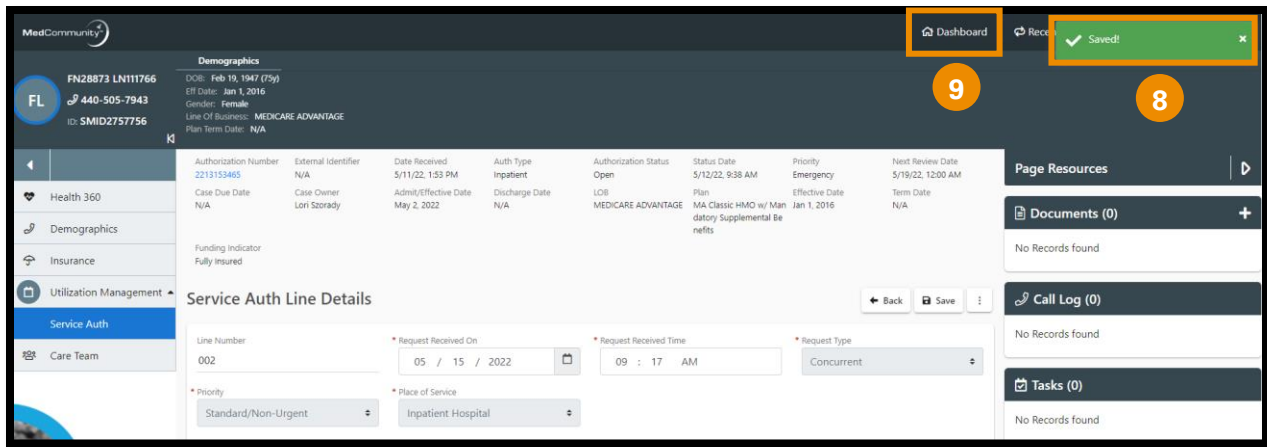 MedCommunity
Dashboard
Rece
Saved!
×
9
8
FL
FN28873 LN111766
440-505-7943
ID: SMID2757756
Demographics
DOB: Feb 19, 1947 (75y)
Eff Date: Jan 1, 2016
Gender: Female
Line Of Business: MEDICARE ADVANTAGE
Plan Term Date: N/A
Health 360
Demographics
Insurance
Utilization Management
Service Auth
Care Team
Authorization Number External Identifier Date Received Auth Type Authorization Status Status Date Priority Next Review Date
2213153465 N/A 5/11/22, 1:53 PM Inpatient Open 5/12/22, 9:38 AM Emergency 5/19/22, 12:00 AM
Case Due Date Case Owner Admit/Effective Date Discharge Date LOB Plan Effective Date Term Date
N/A Lori Szorady May 2, 2022 N/A MEDICARE ADVANTAGE MA Classic HMO w/ Man Jan 1, 2016 N/A
datory Supplemental Be
nefits
Funding Indicator
Fully Insured
Service Auth Line Details
Back Save
Line Number * Request Received On * Request Received Time * Request Type
002 05 / 15 / 2022 09 : 17 AM Concurrent
* Priority * Place of Service
Standard/Non-Urgent Inpatient Hospital
Page Resources
Documents (0) +
No Records found
Call Log (0)
No Records found
Tasks (0)
No Records found